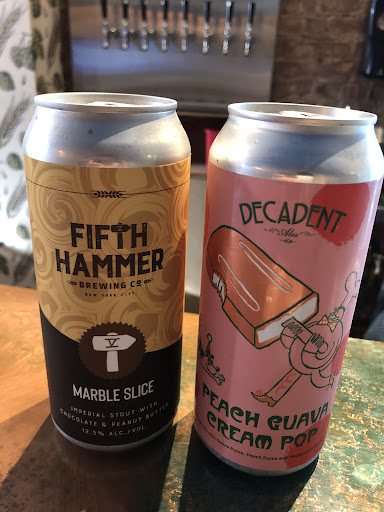 FIFTH
HAMMER
BREWING CO
NEW YORK CITY
V
MARBLE SLICE
IMPERIAL STOUT WITH
CHOCOLATE & PEANUT BUTTER
12.5% ALC./VOL
DECADENT
Ales
PEACH GUAVA
CREAM POP